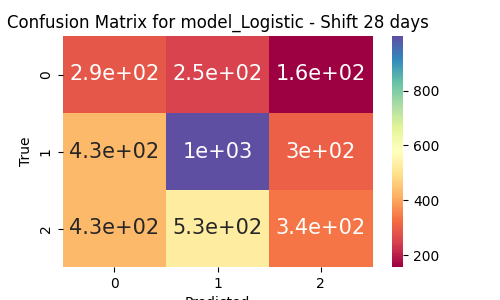 Confusion Matrix for model_Logistic - Shift 28 days
0 2.9e+02 2.5e+02 1.6e+02
1 4.3e+02 1e+03 3e+02
2 4.3e+02 5.3e+02 3.4e+02
True
0 1 2
Predicted
800
600
400
200